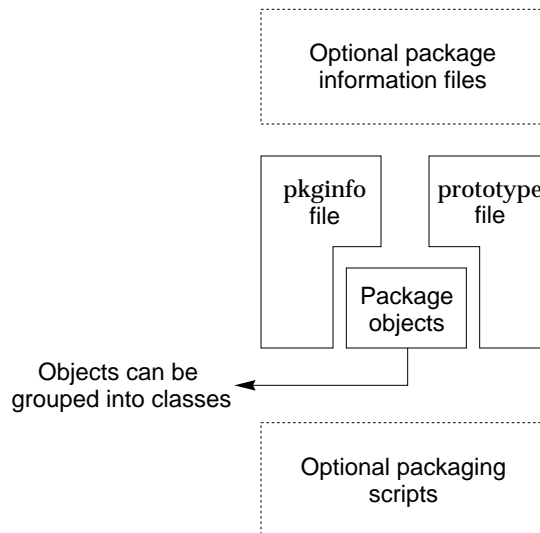 Optional package
information files
pkginfo
file
prototype
file
Package
objects
Objects can be
grouped into classes
Optional packaging
scripts